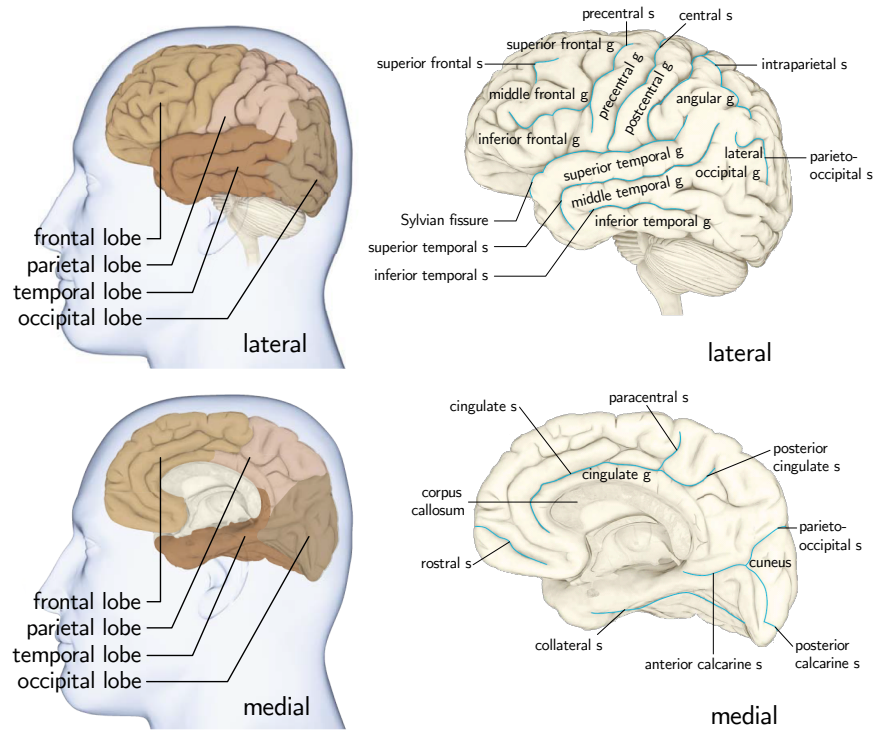 frontal lobe
parietal lobe
temporal lobe
occipital lobe
lateral
precentral s
central s
superior frontal g
superior frontal s
intraparietal s
middle frontal g
precentral g
postcentral g
angular g
inferior frontal g
superior temporal g
lateral
occipital g
parieto-
occipital s
middle temporal g
Sylvian fissure
inferior temporal g
superior temporal s
inferior temporal s
lateral
frontal lobe
parietal lobe
temporal lobe
occipital lobe
medial
paracentral s
cingulate s
posterior
cingulate s
cingulate g
corpus
callosum
parieto-
occipital s
rostral s
cuneus
collateral s
anterior calcarine s
posterior
calcarine s
medial